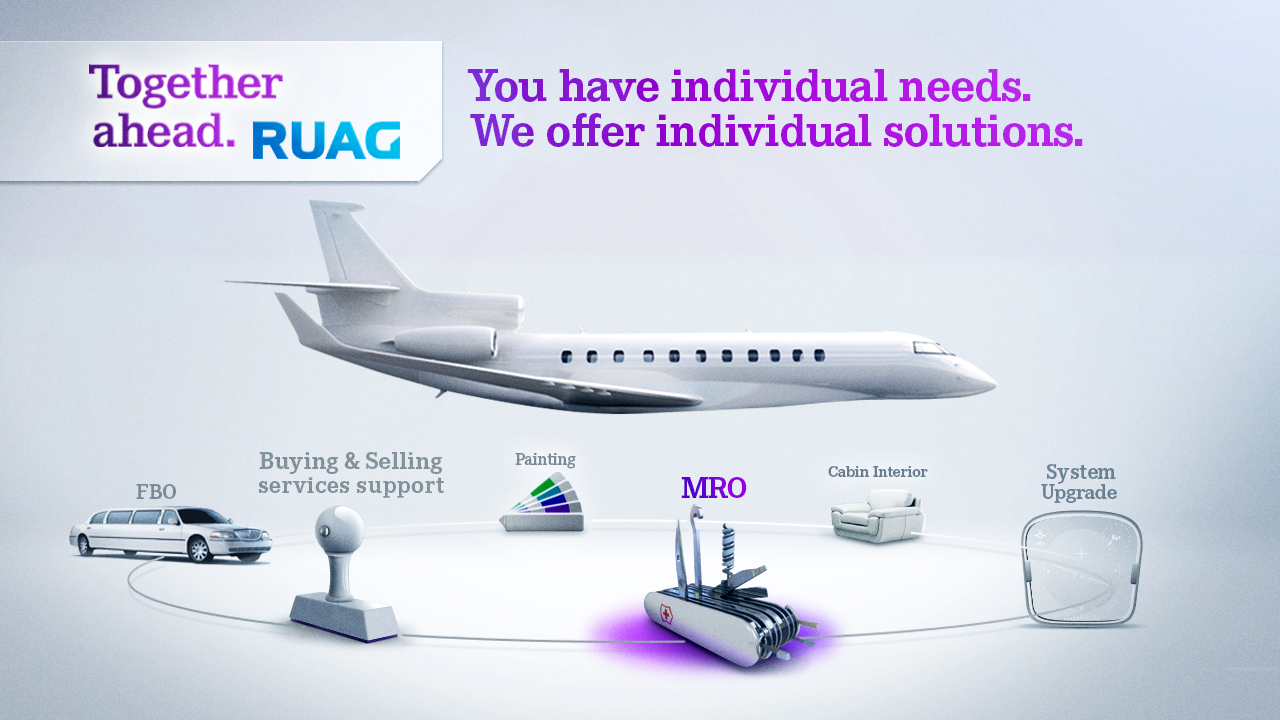 Together
ahead. RUAG
You have individual needs.
We offer individual solutions.
FBO
Buying & Selling
services support
Painting
MRO
Cabin Interior
System
Upgrade